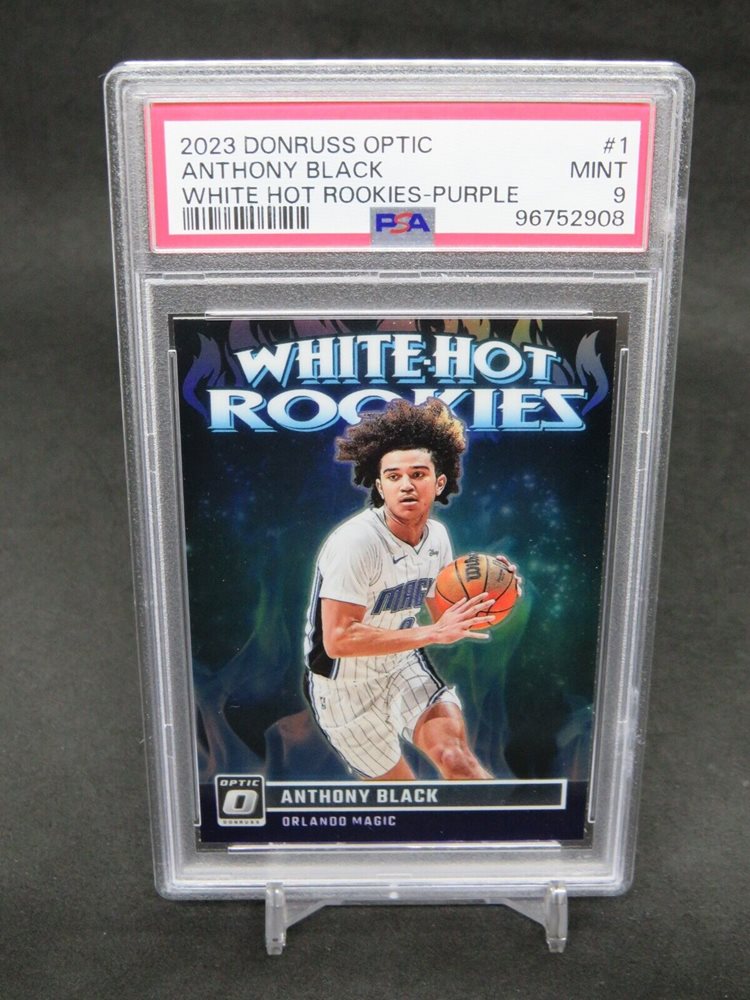 2023 DONRUSS OPTIC #1
ANTHONY BLACK MINT
WHITE HOT ROOKIES-PURPLE 9
PSA 96752908
WHITE-HOT
ROOKIES
Wilson
MAGIC
OPTIC
DONRUSS
ANTHONY BLACK
ORLANDO MAGIC